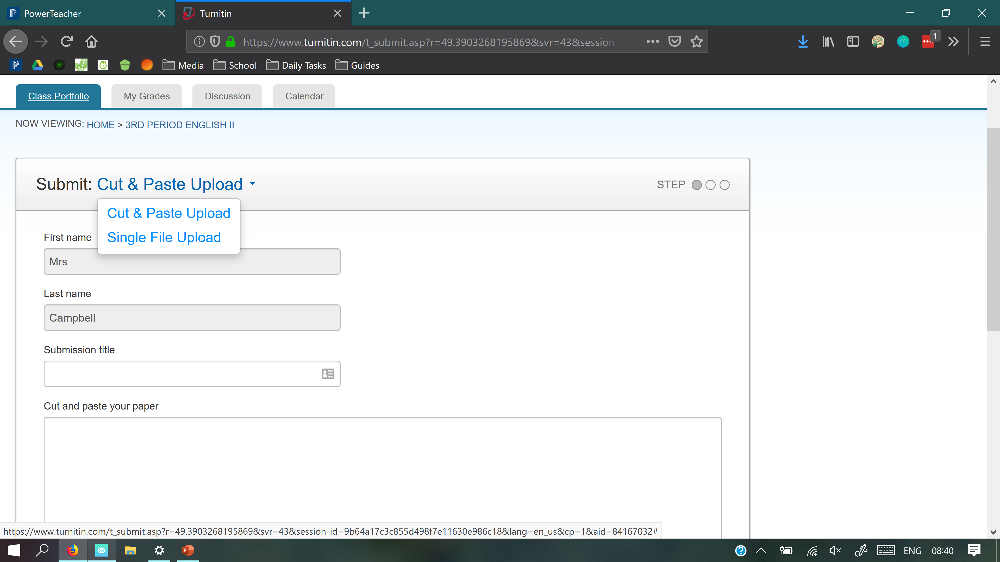 PowerTeacher
Turnitin
https://www.turnitin.com/t_submit.asp?r=49.3903268195869&svr=43&session-
1
Media School Daily Tasks Guides
Class Portfolio My Grades Discussion Calendar
NOW VIEWING: HOME > 3RD PERIOD ENGLISH II
Submit: Cut & Paste Upload
STEP
Cut & Paste Upload
Single File Upload
First name
Mrs
Last name
Campbell
Submission title
Cut and paste your paper
https://www.turnitin.com/t_submit.asp?r=49.3903268195869&svr=43&session-id=9b64a17c3c855d498f7e11630e986c18&lang=en_us&cp=1&aid=84167032#
ENG 08:40